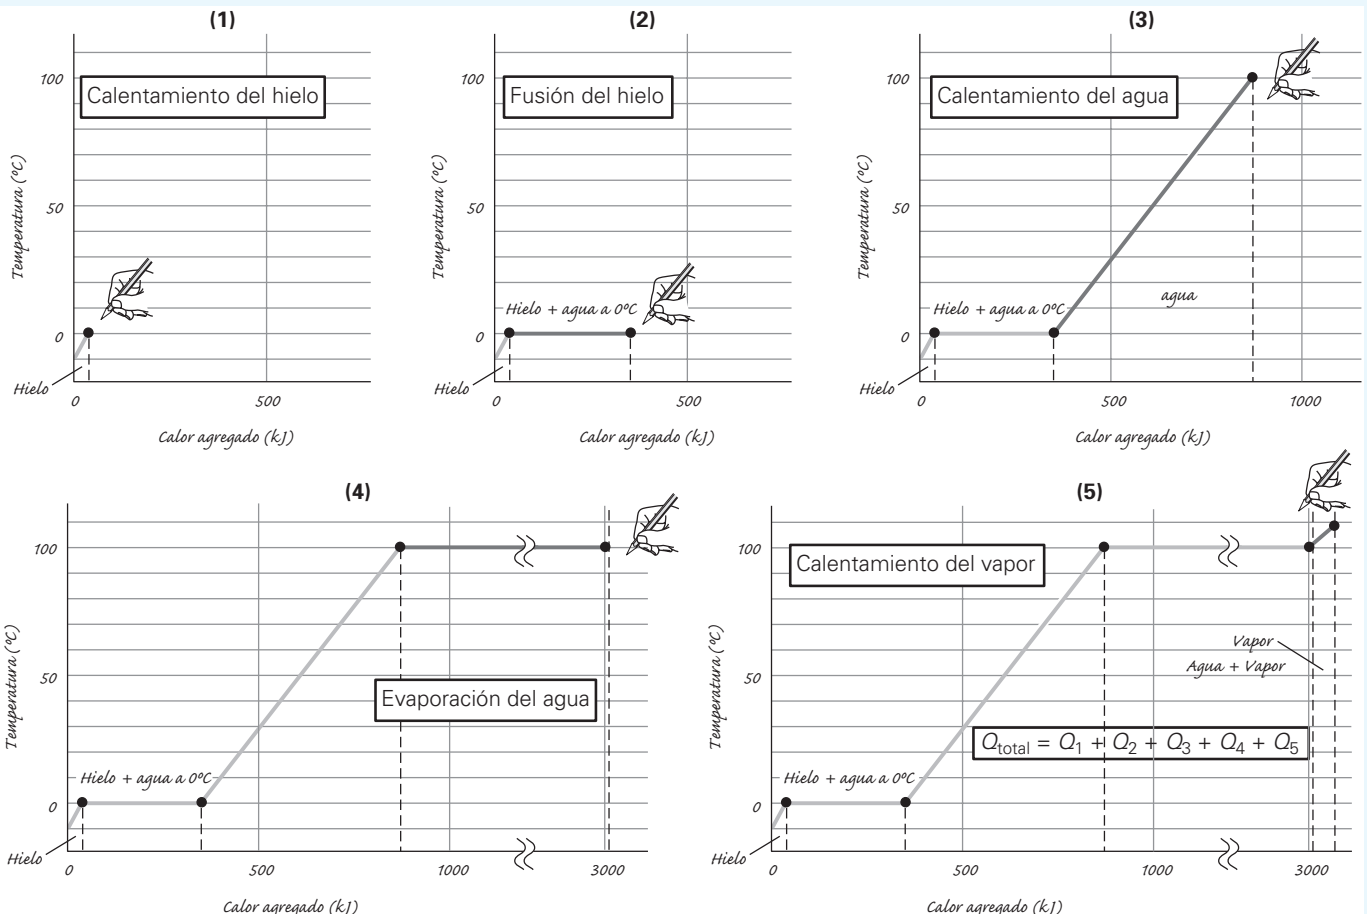 (1)
100
Calentamiento del hielo
50
0
Temperatura (ºC)
Hielo
0 500
Calor agregado (kJ)
(2)
100
Fusión del hielo
50
Hielo + agua a 0ºC
0
Temperatura (ºC)
Hielo
0 500
Calor agregado (kJ)
(3)
100
Calentamiento del agua
50
Hielo + agua a 0ºC
agua
0
Temperatura (ºC)
Hielo
0 500 1000
Calor agregado (kJ)
(4)
100
50
Evaporación del agua
Hielo + agua a 0ºC
0
Temperatura (ºC)
Hielo
0 500 1000 3000
Calor agregado (kJ)
(5)
100
Calentamiento del vapor
Vapor
Agua + Vapor
50
Qtotal = Q1 + Q2 + Q3 + Q4 + Q5
Hielo + agua a 0ºC
0
Temperatura (ºC)
Hielo
0 500 1000 3000
Calor agregado (kJ)